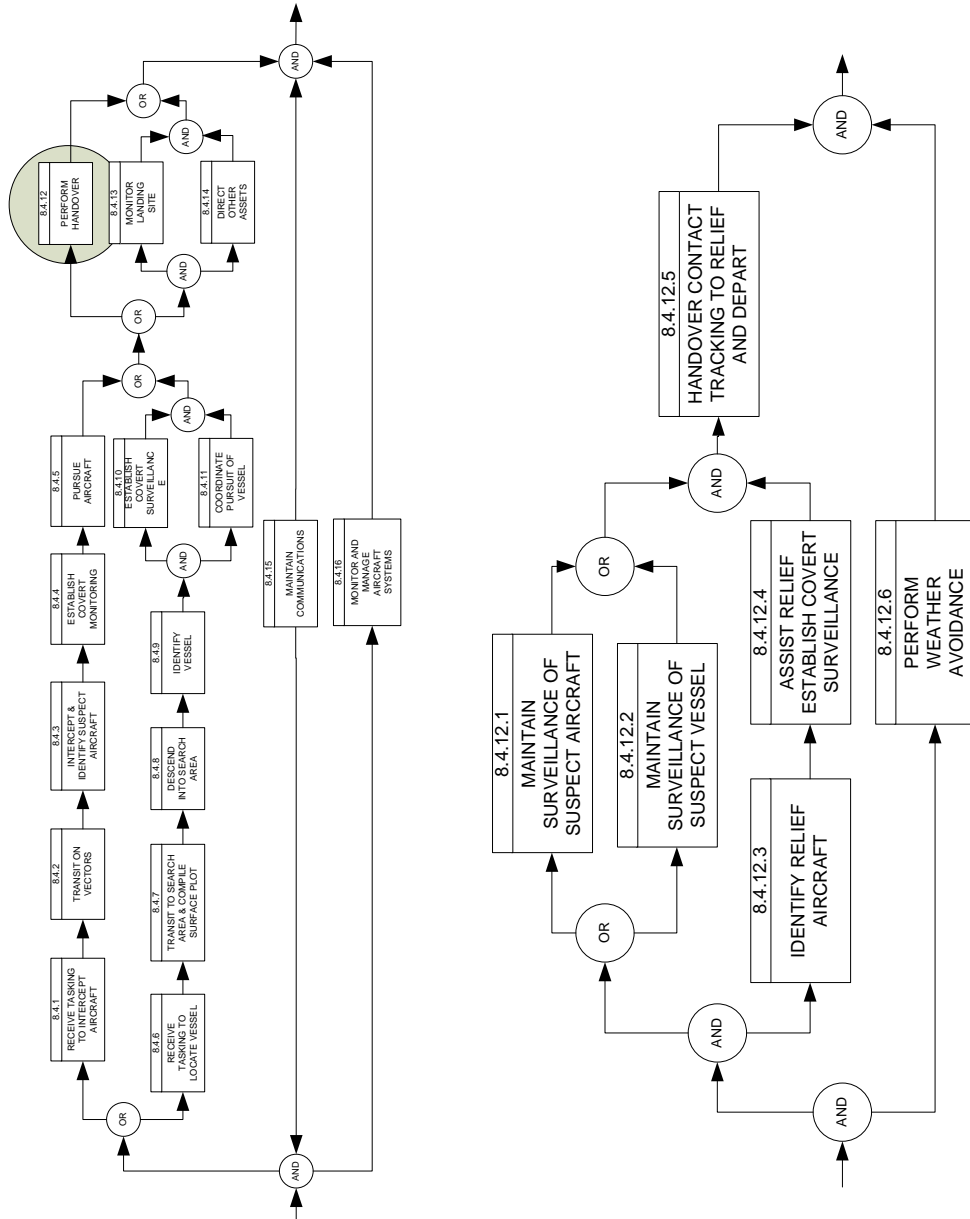 8.4.1
RECEIVE TASKING
TO INTERCEPT
AIRCRAFT
8.4.2
TRANSIT ON
VECTORS
8.4.3
INTERCEPT &
IDENTIFY SUSPECT
AIRCRAFT
8.4.4
ESTABLISH
COVERT
MONITORING
8.4.5
PURSUE
AIRCRAFT
8.4.6
RECEIVE
TASKING TO
LOCATE VESSEL
8.4.7
TRANSIT TO SEARCH
AREA & COMPILE
SURFACE PLOT
8.4.8
DESCEND
INTO SEARCH
AREA
8.4.9
IDENTIFY
VESSEL
8.4.10
ESTABLISH
COVERT
SURVEILLANC
E
8.4.11
COORDINATE
PURSUIT OF
VESSEL
8.4.12
PERFORM
HANDOVER
8.4.13
MONITOR
LANDING
SITE
8.4.14
DIRECT
OTHER
ASSETS
8.4.15
MAINTAIN
COMMUNICATIONS
8.4.16
MONITOR AND
MANAGE
AIRCRAFT
SYSTEMS
AND
OR
AND
AND
OR
OR
AND
AND
OR
AND
8.4.12.1
MAINTAIN
SURVEILLANCE OF
SUSPECT AIRCRAFT
8.4.12.2
MAINTAIN
SURVEILLANCE OF
SUSPECT VESSEL
8.4.12.3
IDENTIFY RELIEF
AIRCRAFT
8.4.12.4
ASSIST RELIEF
ESTABLISH COVERT
SURVEILLANCE
8.4.12.5
HANDOVER CONTACT
TRACKING TO RELIEF
AND DEPART
8.4.12.6
PERFORM
WEATHER
AVOIDANCE
AND
AND
OR
OR
AND
AND